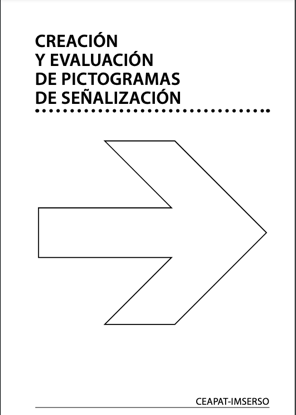 CREACIÓN
Y EVALUACIÓN
DE PICTOGRAMAS
DE SEÑALIZACIÓN
CEAPAT-IMSERSO